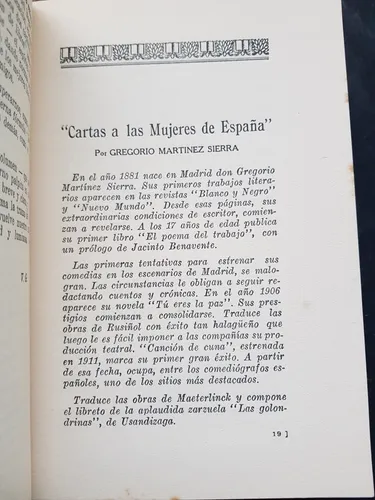 "Cartas a las Mujeres de España"
Por GREGORIO MARTINEZ SIERRA
En el año 1881 nace en Madrid don Gregorio
Martínez Sierra. Sus primeros trabajos litera-
rios aparecen en las revistas "Blanco y Negro"
y "Nuevo Mundo". Desde esas páginas, sus
extraordinarias condiciones de escritor, comien-
zan a revelarse. A los 17 años de edad publica
su primer libro "El poema del trabajo", con
un prólogo de Jacinto Benavente.
Las primeras tentativas para estrenar sus
comedias en los escenarios de Madrid, se malo-
gran. Las circunstancias le obligan a seguir re-
dactando cuentos y crónicas. En el año 1906
aparece su novela "Tú eres la paz". Sus pres-
tigios comienzan a consolidarse. Traduce las
obras de Rusiñol con éxito tan halagüeño que
luego le es fácil imponer a las compañías su pro-
ducción teatral. "Canción de cuna", estrenada
en 1911, marca su primer gran éxito. A partir
de esa fecha, ocupa, entre los comediógrafos es-
pañoles, uno de los sitios más destacados.
Traduce las obras de Maeterlinck y compone
el libreto de la aplaudida zarzuela "Las golon-
drinas", de Usandizaga.
19 ]